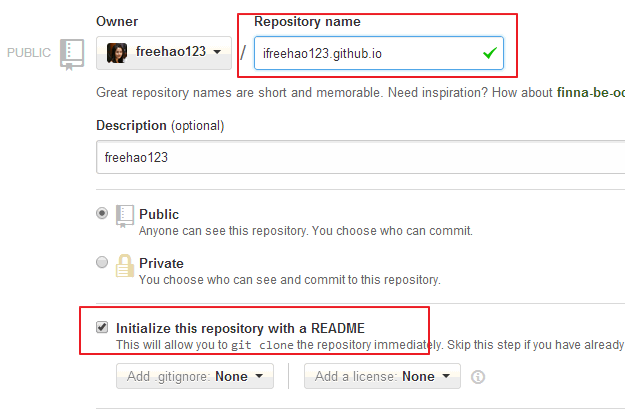 Owner Repository name
PUBLIC freehao123 / ifreehao123.github.io
Great repository names are short and memorable. Need inspiration? How about finna-be-oc
Description (optional)
freehao123
Public
Anyone can see this repository. You choose who can commit.
Private
You choose who can see and commit to this repository.
Initialize this repository with a README
This will allow you to git clone the repository immediately. Skip this step if you have already
Add .gitignore: None Add a license: None